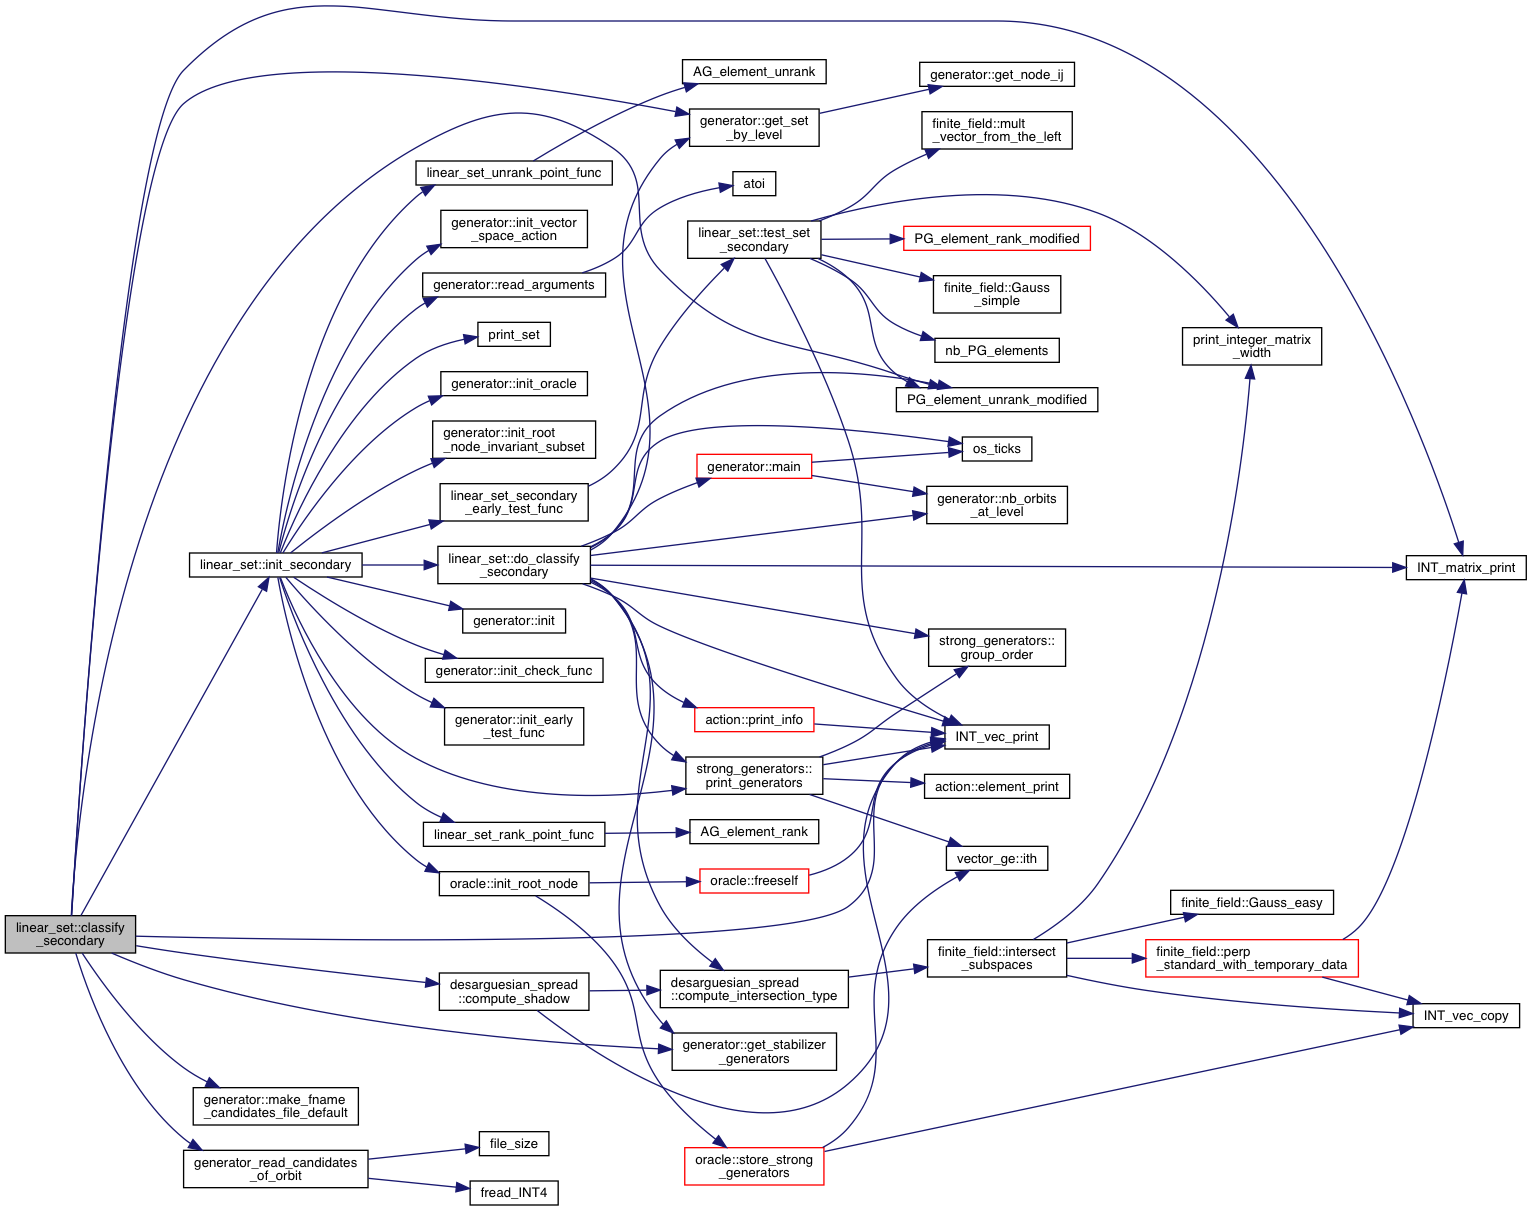 AG_element_unrank
generator::get_node_ij
generator::get_set
_by_level
finite_field::mult
_vector_from_the_left
linear_set_unrank_point_func
atoi
generator::init_vector
_space_action
linear_set::test_set
_secondary
PG_element_rank_modified
generator::read_arguments
finite_field::Gauss
_simple
print_set
print_integer_matrix
_width
nb_PG_elements
generator::init_oracle
PG_element_unrank_modified
generator::init_root
_node_invariant_subset
os_ticks
generator::main
linear_set_secondary
_early_test_func
generator::nb_orbits
_at_level
linear_set::init_secondary
linear_set::do_classify
_secondary
INT_matrix_print
generator::init
strong_generators::
group_order
generator::init_check_func
action::print_info
generator::init_early
_test_func
INT_vec_print
strong_generators::
print_generators
action::element_print
linear_set_rank_point_func
AG_element_rank
vector_ge::ith
oracle::init_root_node
oracle::freeself
finite_field::Gauss_easy
linear_set::classify
_secondary
finite_field::intersect
_subspaces
finite_field::perp
_standard_with_temporary_data
desarguesian_spread
::compute_shadow
desarguesian_spread
::compute_intersection_type
INT_vec_copy
generator::get_stabilizer
_generators
generator::make_fname
_candidates_file_default
file_size
generator_read_candidates
_of_orbit
oracle::store_strong
_generators
fread_INT4